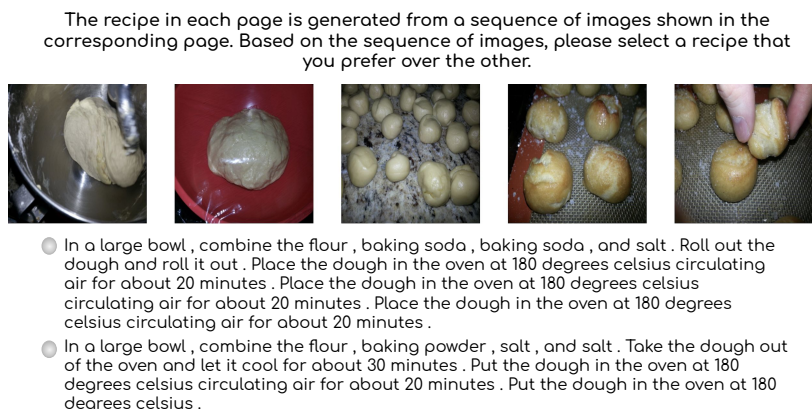 The recipe in each page is generated from a sequence of images shown in the
corresponding page. Based on the sequence of images, please select a recipe that
you prefer over the other.
In a large bowl , combine the flour , baking soda , baking soda , and salt . Roll out the
dough and roll it out . Place the dough in the oven at 180 degrees celsius circulating
air for about 20 minutes . Place the dough in the oven at 180 degrees celsius
circulating air for about 20 minutes . Place the dough in the oven at 180 degrees
celsius circulating air for about 20 minutes .
In a large bowl , combine the flour , baking powder , salt , and salt . Take the dough out
of the oven and let it cool for about 30 minutes . Put the dough in the oven at 180
degrees celsius circulating air for about 20 minutes . Put the dough in the oven at 180
degrees celsius .